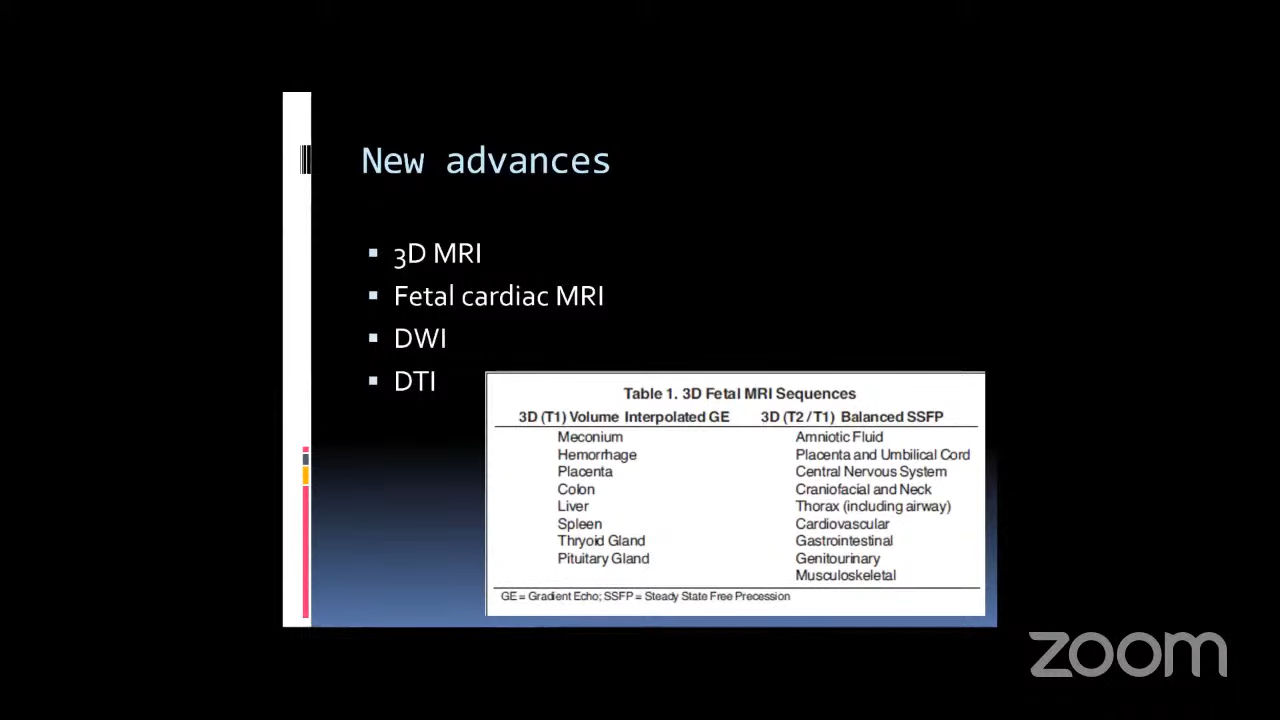 New advances
3D MRI
Fetal cardiac MRI
DWI
DTI
Table 1. 3D Fetal MRI Sequences
3D (T1) Volume Interpolated GE 3D (T2/T1) Balanced SSFP
Meconium Amniotic Fluid
Hemorrhage Placenta and Umbilical Cord
Placenta Central Nervous System
Colon Craniofacial and Neck
Liver Thorax (including airway)
Spleen Cardiovascular
Thryoid Gland Gastrointestinal
Pituitary Gland Genitourinary
Musculoskeletal
GE = Gradient Echo; SSFP = Steady State Free Precession
zoom